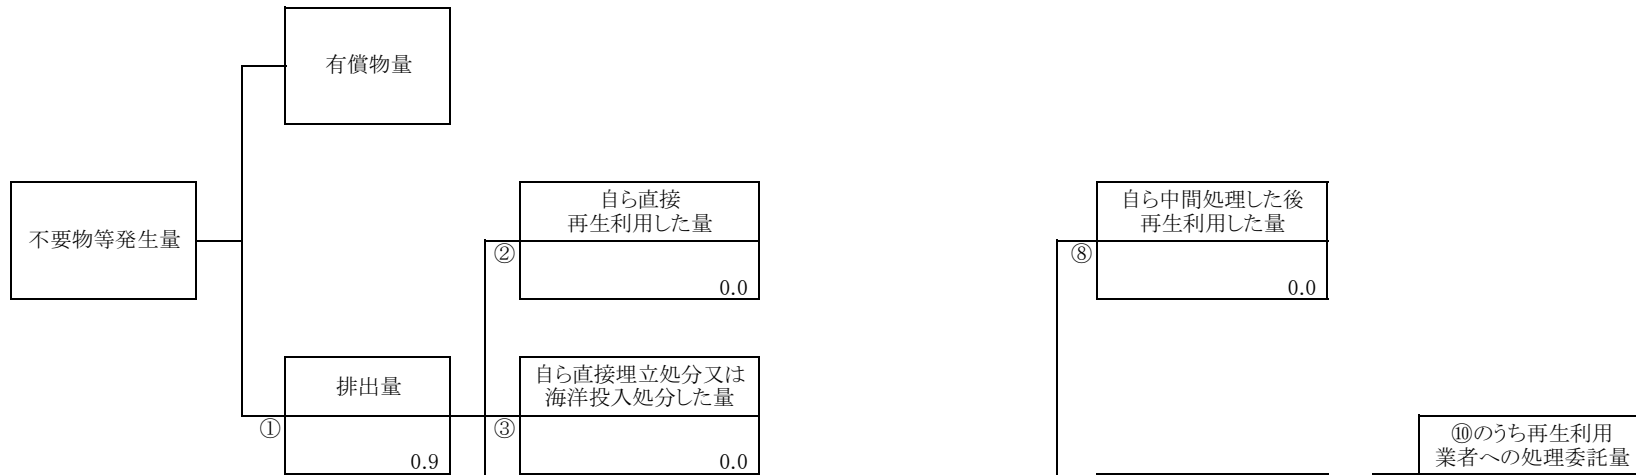 有償物量
不要物等発生量
自ら直接
再生利用した量
②
0.0
自ら中間処理した後
再生利用した量
⑧
0.0
排出量
①
0.9
自ら直接埋立処分又は
海洋投入処分した量
③
0.0
⑩のうち再生利用
業者への処理委託量